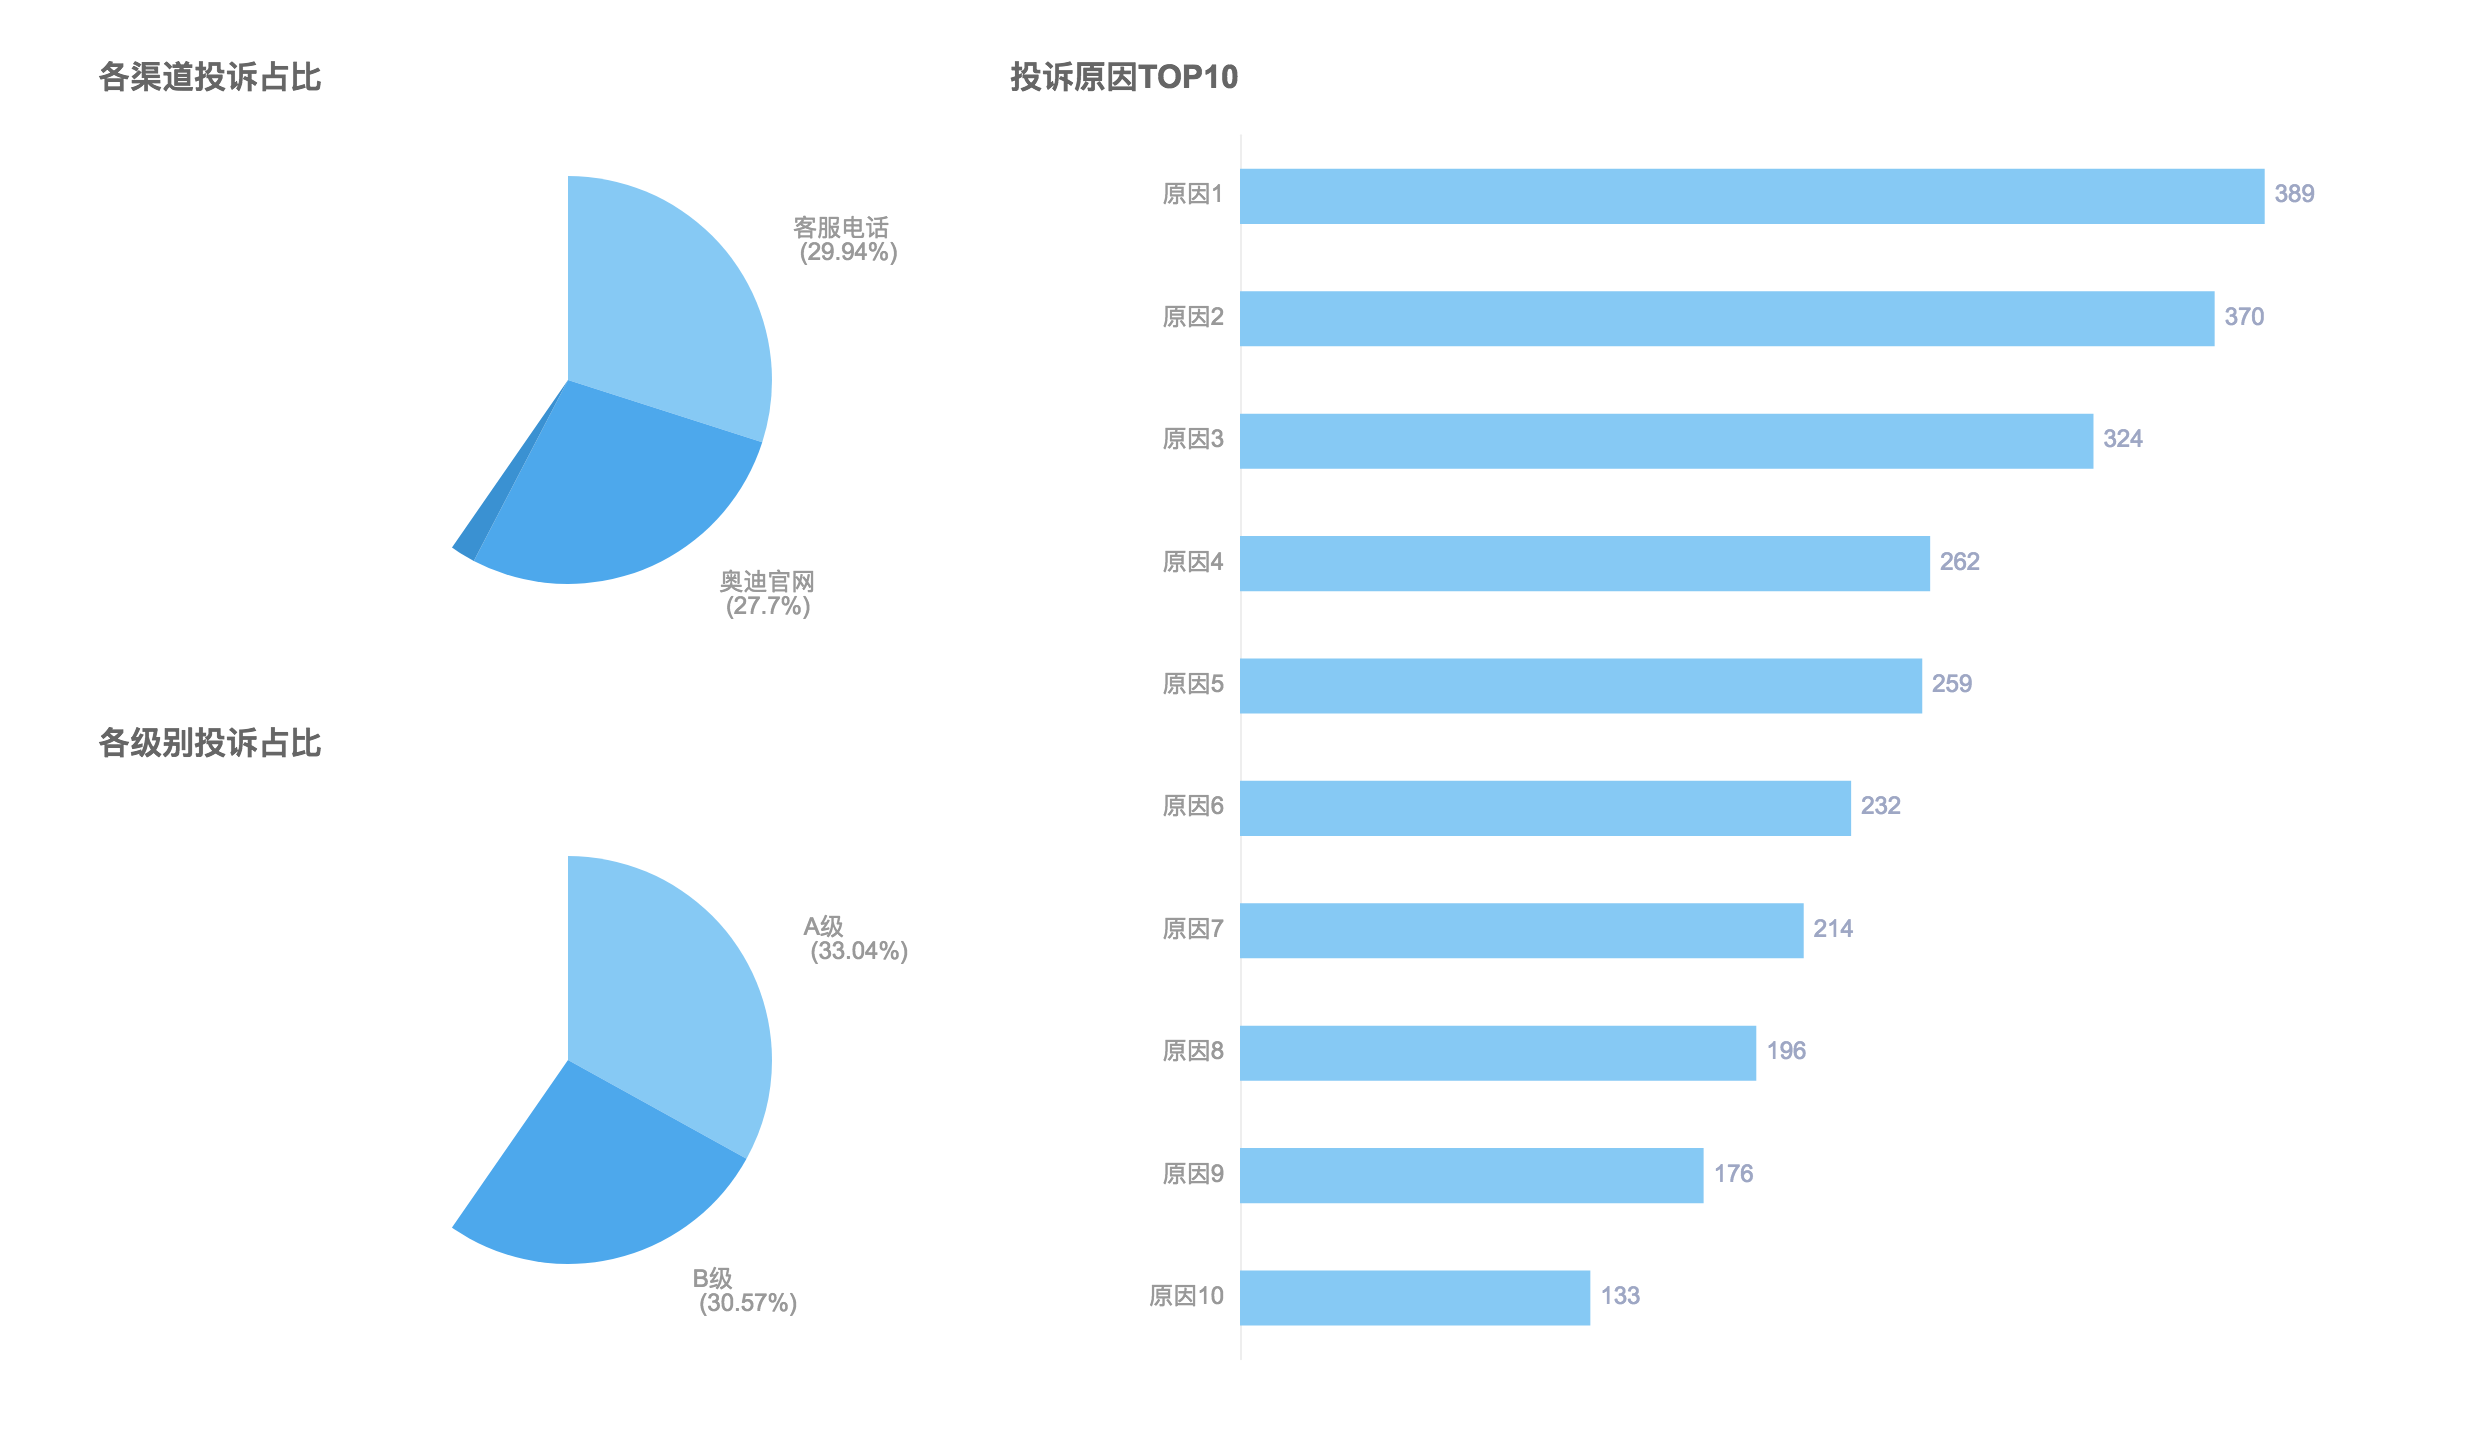 各渠道投诉占比
客服电话
(29.94%)
奥迪官网
(27.7%)
各级别投诉占比
A级
(33.04%)
B级
(30.57%)
投诉原因TOP10
原因1 389
原因2 370
原因3 324
原因4 262
原因5 259
原因6 232
原因7 214
原因8 196
原因9 176
原因10 133